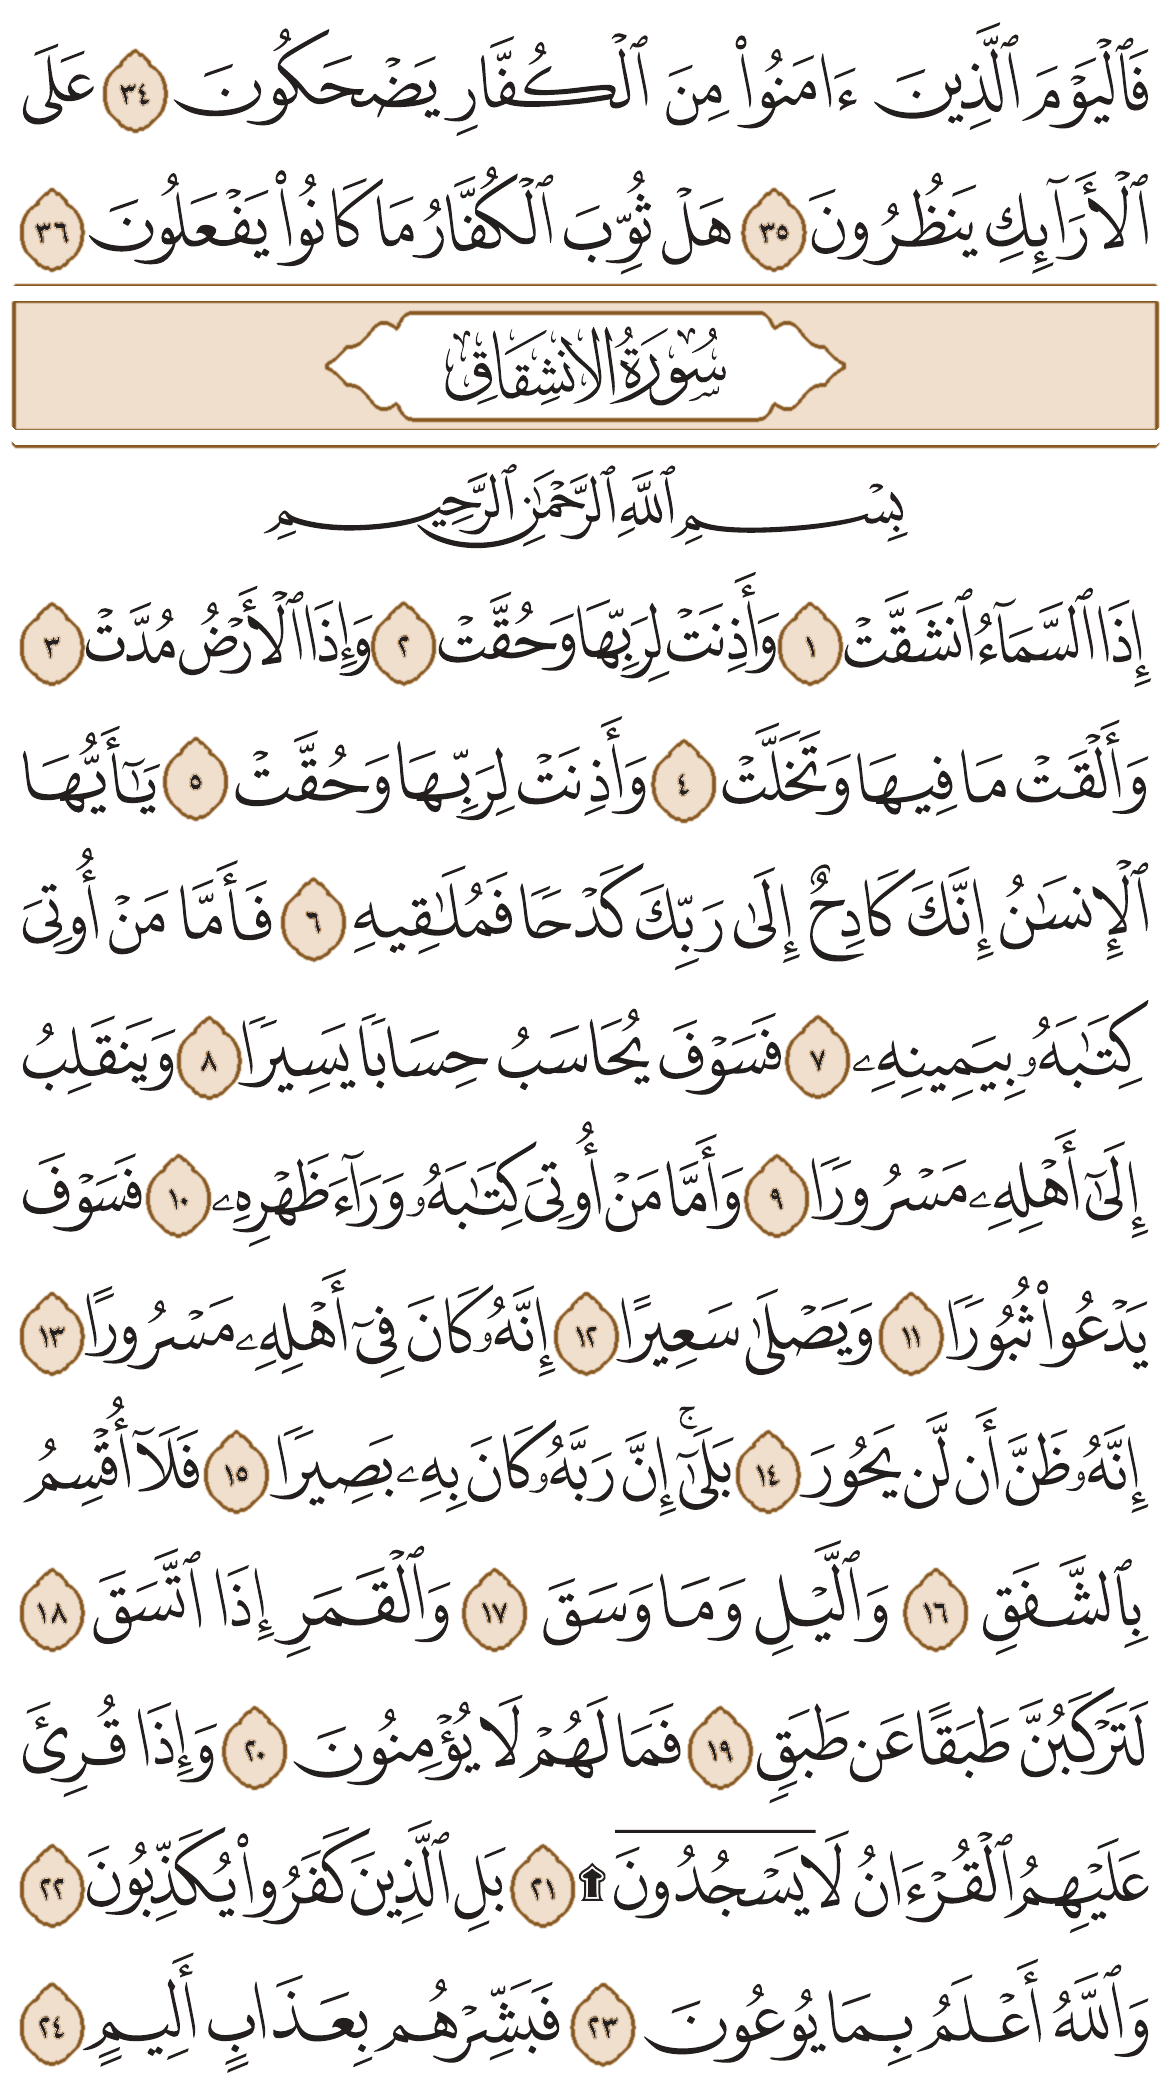 فَٱلۡيَوۡمَ ٱلَّذِينَ ءَامَنُواْ مِنَ ٱلۡكُفَّارِ يَضۡحَكُونَ ٣٤ عَلَى
ٱلۡأَرَآئِكِ يَنظُرُونَ ٣٥ هَلۡ ثُوِّبَ ٱلۡكُفَّارُ مَا كَانُواْ يَفۡعَلُونَ ٣٦
سُورَةُ الانشِقَاقِ
بِسۡمِ ٱللَّهِ ٱلرَّحۡمَٰنِ ٱلرَّحِيمِ
إِذَا ٱلسَّمَآءُ ٱنشَقَّتۡ ١ وَأَذِنَتۡ لِرَبِّهَا وَحُقَّتۡ ٢ وَإِذَا ٱلۡأَرۡضُ مُدَّتۡ ٣
وَأَلۡقَتۡ مَا فِيهَا وَتَخَلَّتۡ ٤ وَأَذِنَتۡ لِرَبِّهَا وَحُقَّتۡ ٥ يَٰٓأَيُّهَا
ٱلۡإِنسَٰنُ إِنَّكَ كَادِحٌ إِلَىٰ رَبِّكَ كَدۡحٗا فَمُلَٰقِيهِ ٦ فَأَمَّا مَنۡ أُوتِيَ
كِتَٰبَهُۥ بِيَمِينِهِۦ ٧ فَسَوۡفَ يُحَاسَبُ حِسَابٗا يَسِيرٗا ٨ وَيَنقَلِبُ
إِلَىٰٓ أَهۡلِهِۦ مَسۡرُورٗا ٩ وَأَمَّا مَنۡ أُوتِيَ كِتَٰبَهُۥ وَرَآءَ ظَهۡرِهِۦ ١٠ فَسَوۡفَ
يَدۡعُواْ ثُبُورٗا ١١ وَيَصۡلَىٰ سَعِيرًا ١٢ إِنَّهُۥ كَانَ فِيٓ أَهۡلِهِۦ مَسۡرُورًا ١٣
إِنَّهُۥ ظَنَّ أَن لَّن يَحُورَ ١٤ بَلَىٰٓۚ إِنَّ رَبَّهُۥ كَانَ بِهِۦ بَصِيرٗا ١٥ فَلَآ أُقۡسِمُ
بِٱلشَّفَقِ ١٦ وَٱلَّيۡلِ وَمَا وَسَقَ ١٧ وَٱلۡقَمَرِ إِذَا ٱتَّسَقَ ١٨
لَتَرۡكَبُنَّ طَبَقًا عَن طَبَقٖ ١٩ فَمَا لَهُمۡ لَا يُؤۡمِنُونَ ٢٠ وَإِذَا قُرِئَ
عَلَيۡهِمُ ٱلۡقُرۡءَانُ لَا يَسۡجُدُونَ۩ ٢١ بَلِ ٱلَّذِينَ كَفَرُواْ يُكَذِّبُونَ ٢٢
وَٱللَّهُ أَعۡلَمُ بِمَا يُوعُونَ ٢٣ فَبَشِّرۡهُم بِعَذَابٍ أَلِيمٍ ٢٤